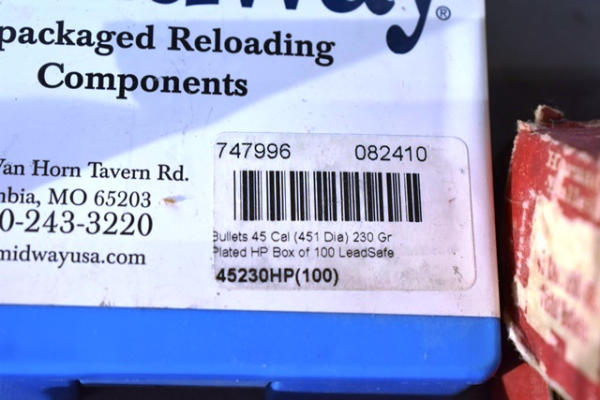 packaged Reloading
Components
Van Horn Tavern Rd.
mbia, MO 65203
0-243-3220
midwayusa.com
747996 082410
Bullets 45 Cal (451 Dia) 230 Gr
Plated HP Box of 100 LeadSafe
45230HP(100)